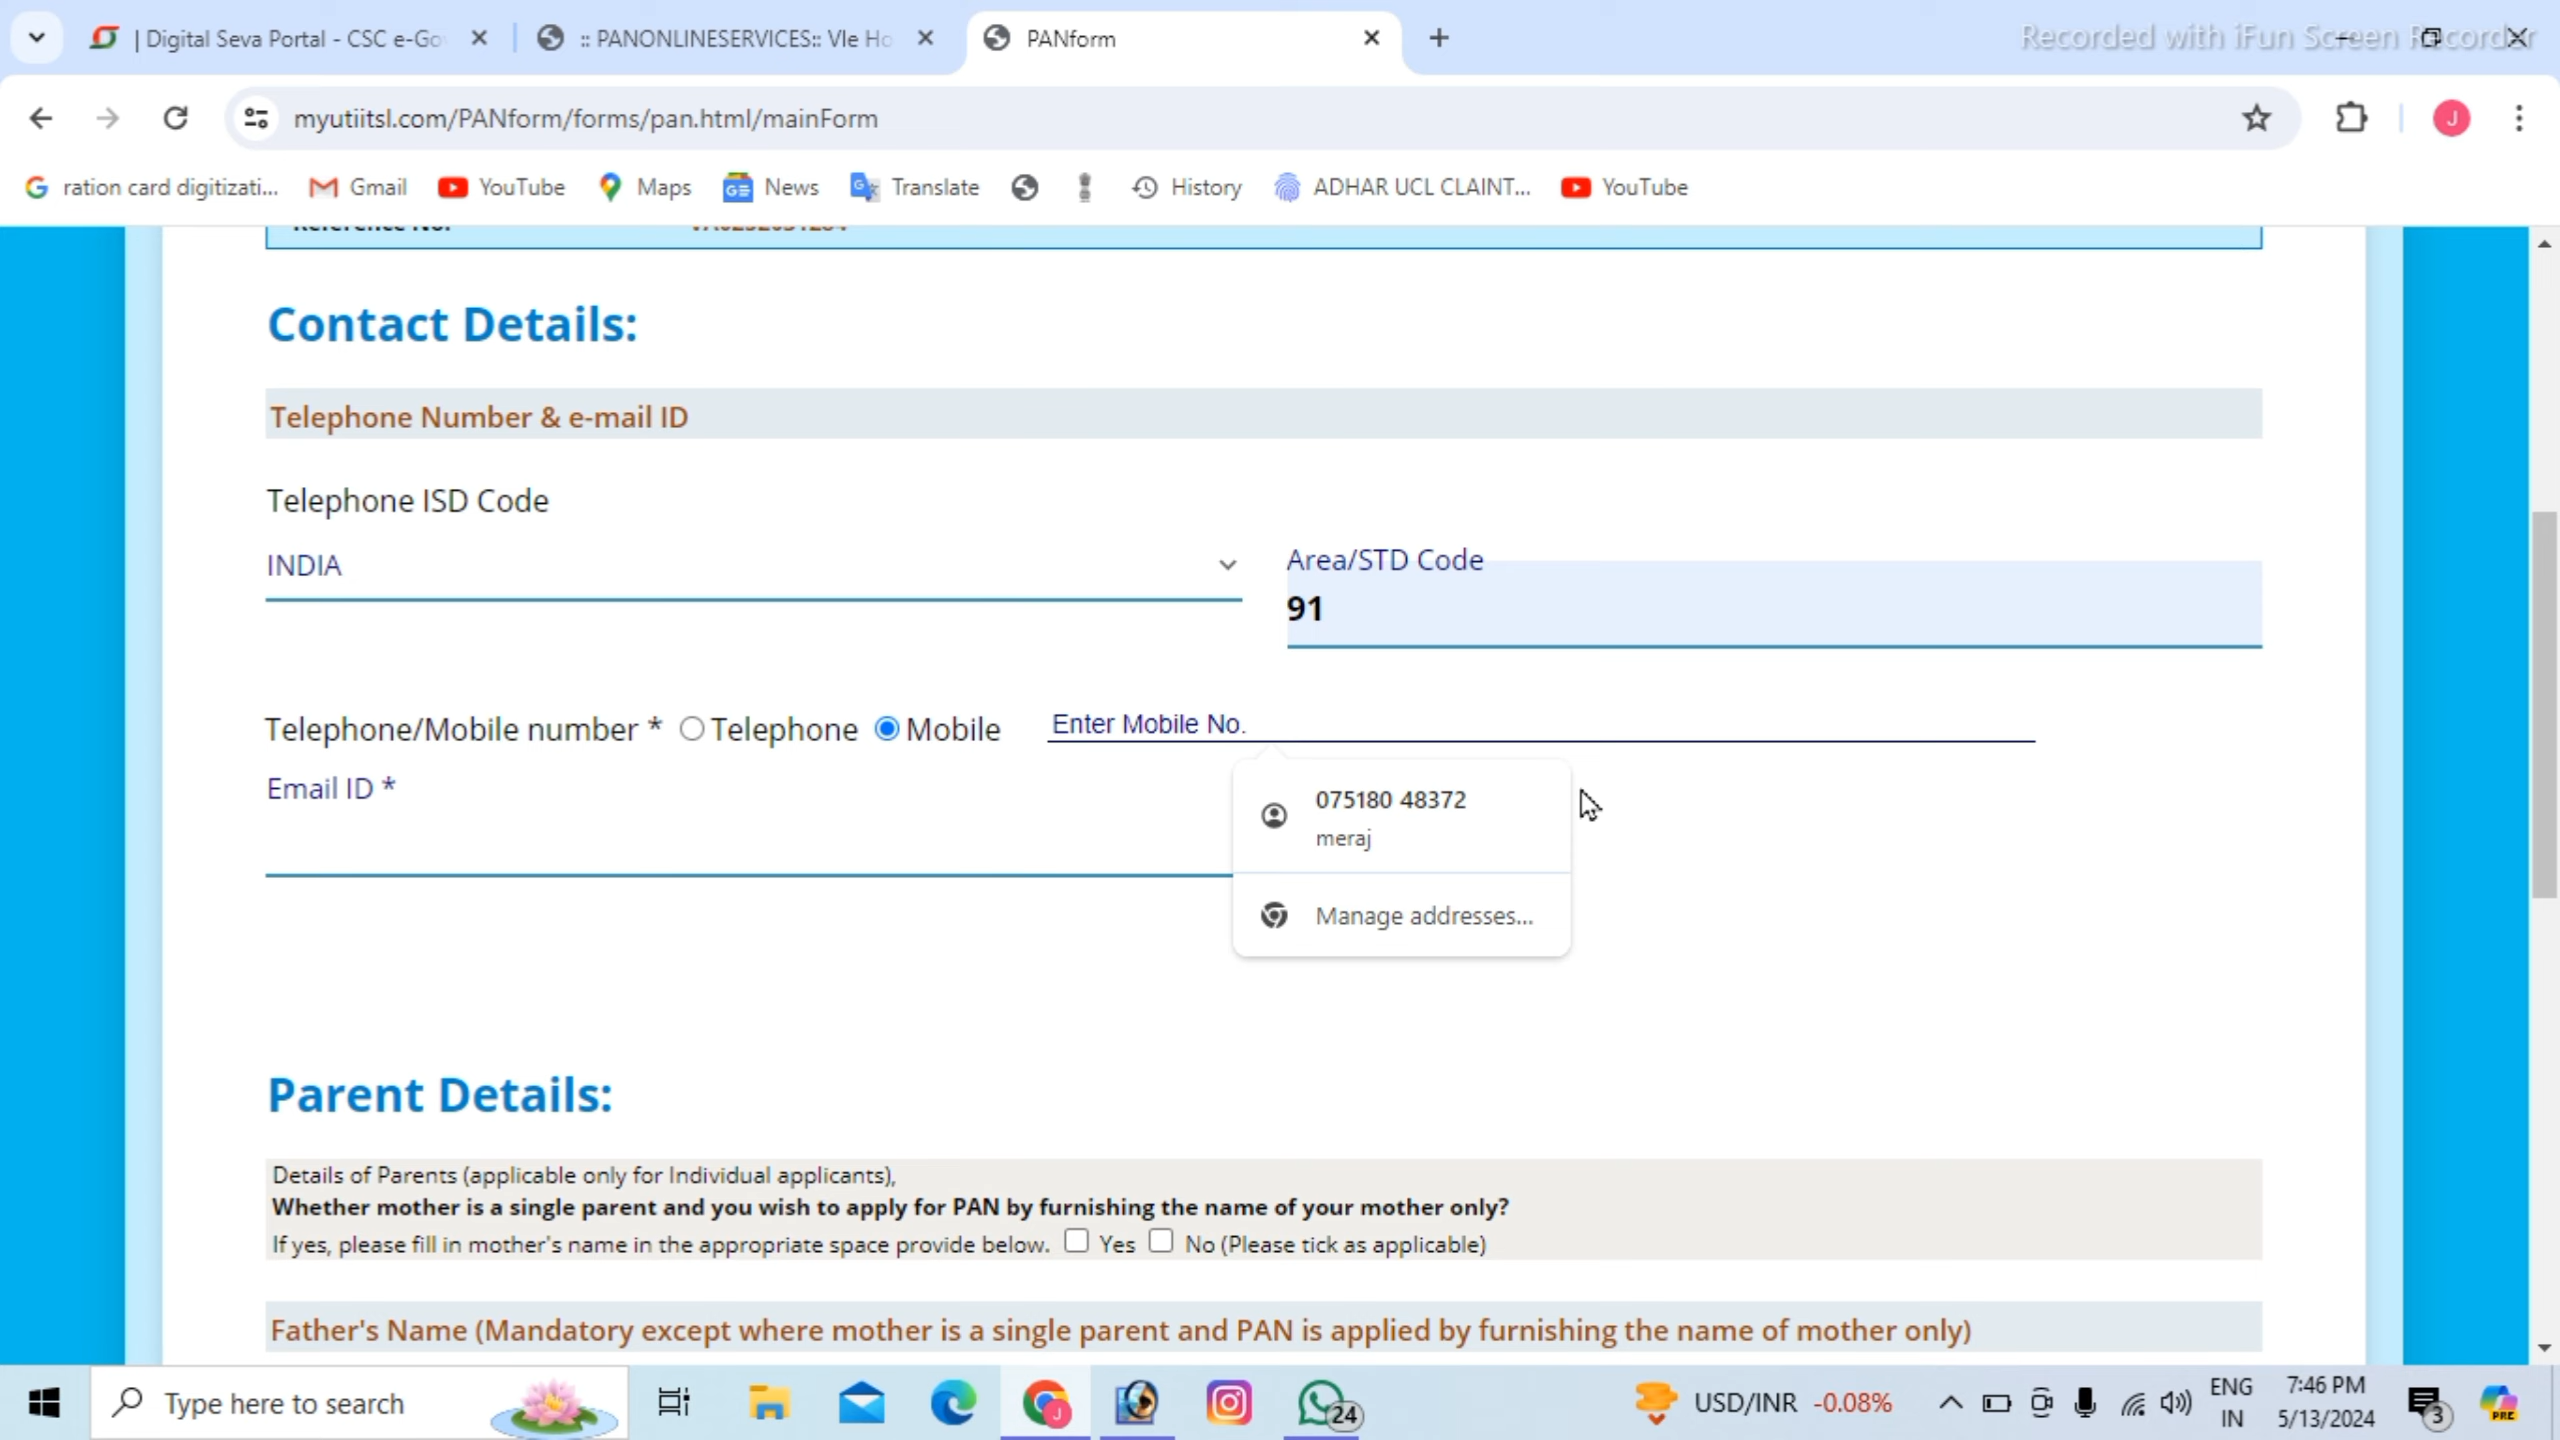 | Digital Seva Portal - CSC e-Go
:: PANONLINESERVICES:: Vle Ho
PANform
Recorded with iFun Screen Recorder
myutiitsl.com/PANform/forms/pan.html/mainForm
J
ration card digitizati...
Gmail
YouTube
Maps
News
Translate
History
ADHAR UCL CLAINT...
YouTube
Reference No.
Contact Details:
Telephone Number & e-mail ID
Telephone ISD Code
INDIA
Area/STD Code
91
Telephone/Mobile number * Telephone Mobile Enter Mobile No.
Email ID *
075180 48372
meraj
Manage addresses...
Parent Details:
Details of Parents (applicable only for Individual applicants),
Whether mother is a single parent and you wish to apply for PAN by furnishing the name of your mother only?
If yes, please fill in mother's name in the appropriate space provide below. Yes No (Please tick as applicable)
Father's Name (Mandatory except where mother is a single parent and PAN is applied by furnishing the name of mother only)
Type here to search
J
24
USD/INR -0.08%
ENG
IN
7:46 PM
5/13/2024
3
PRE